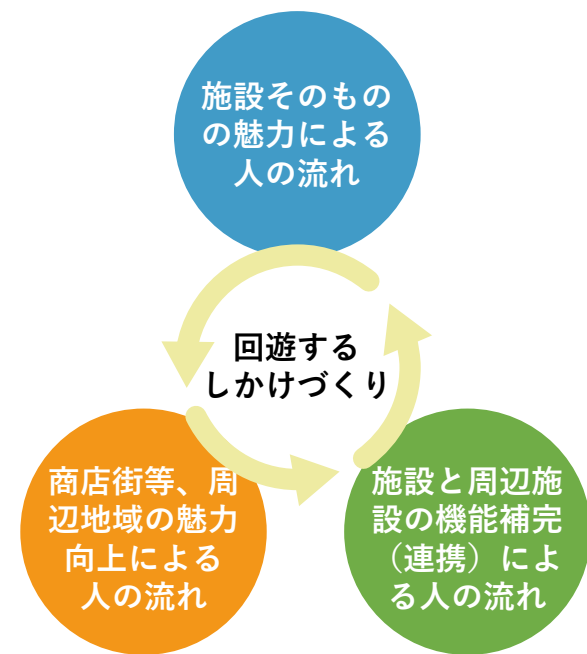 施設そのもの
の魅力による
人の流れ
回遊する
しかけづくり
商店街等、周
辺地域の魅力
向上による
人の流れ
施設と周辺施
設の機能補完
（連携）によ
る人の流れ